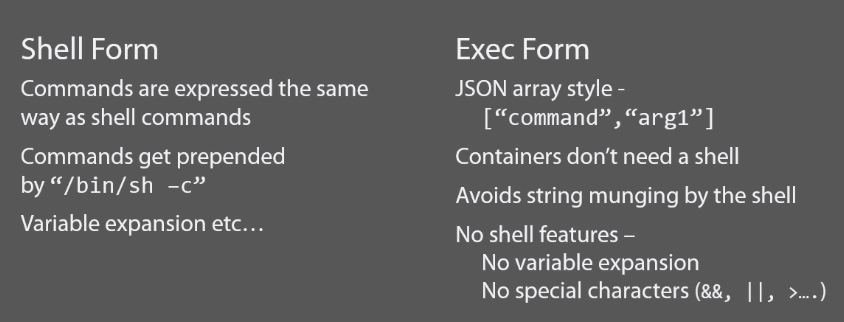 Shell Form
Commands are expressed the same
way as shell commands
Commands get prepended
by “/bin/sh –c”
Variable expansion etc…
Exec Form
JSON array style -
[“command”,“arg1”]
Containers don’t need a shell
Avoids string munging by the shell
No shell features –
No variable expansion
No special characters (&&, ||, >….)